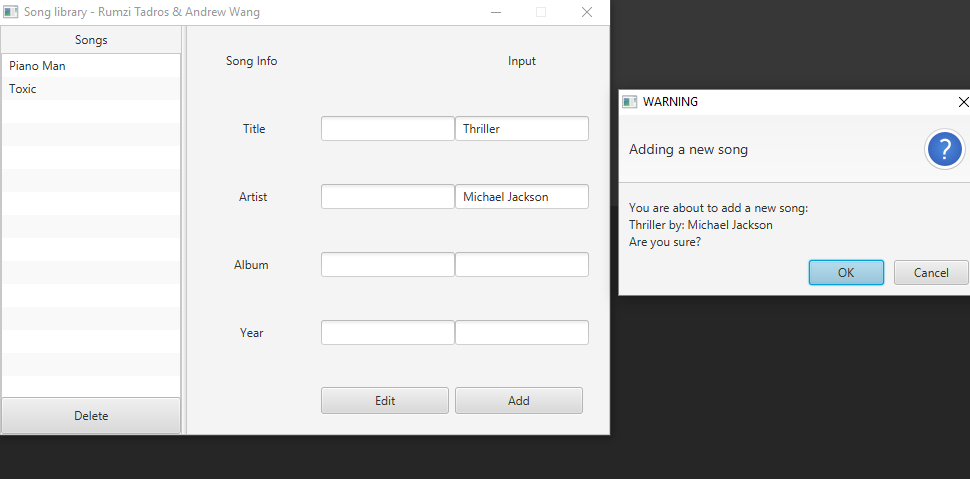 Song library - Rumzi Tadros & Andrew Wang
Songs
Piano Man
Toxic
Delete
Song Info
Input
Title
Thriller
Artist
Michael Jackson
Album
Year
Edit
Add
WARNING
Adding a new song
?
You are about to add a new song:
Thriller by: Michael Jackson
Are you sure?
OK
Cancel